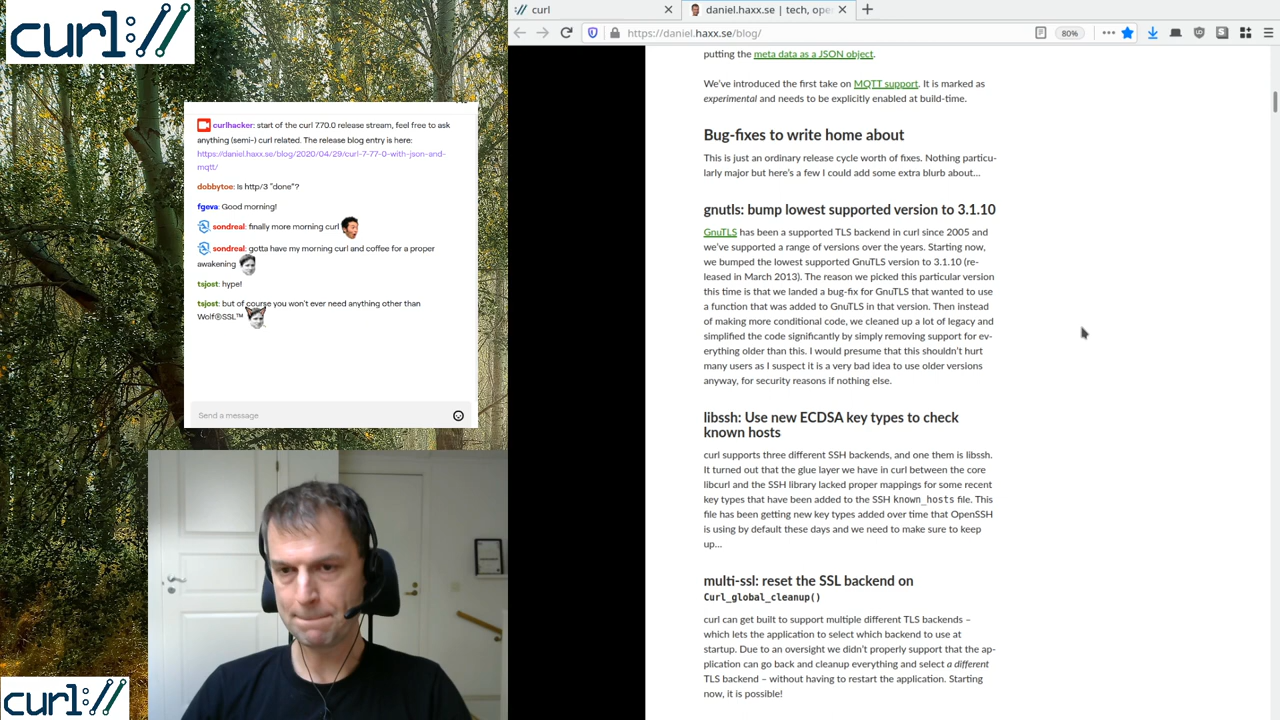 curl://
curlhacker: start of the curl 7.70.0 release stream, feel free to ask
anything (semi-) curl related. The release blog entry is here:
https://daniel.haxx.se/blog/2020/04/29/curl-7-77-0-with-json-and-
mqtt/
dobbytoe: Is http/3 "done"?
fgeva: Good morning!
sondreal: finally more morning curl
sondreal: gotta have my morning curl and coffee for a proper
awakening
tsjost: hype!
tsjost: but of course you won't ever need anything other than
Wolf®SSL™
Send a message
curl://
curl
daniel.haxx.se | tech, ope
https://daniel.haxx.se/blog/
80%
putting the meta data as a JSON object.
We've introduced the first take on MQTT support. It is marked as
experimental and needs to be explicitly enabled at build-time.
Bug-fixes to write home about
This is just an ordinary release cycle worth of fixes. Nothing particu-
larly major but here's a few I could add some extra blurb about…
gnutls: bump lowest supported version to 3.1.10
GnuTLS has been a supported TLS backend in curl since 2005 and
we've supported a range of versions over the years. Starting now,
we bumped the lowest supported GnuTLS version to 3.1.10 (re-
leased in March 2013). The reason we picked this particular version
this time is that we landed a bug-fix for GnuTLS that wanted to use
a function that was added to GnuTLS in that version. Then instead
of making more conditional code, we cleaned up a lot of legacy and
simplified the code significantly by simply removing support for ev-
erything older than this. I would presume that this shouldn't hurt
many users as I suspect it is a very bad idea to use older versions
anyway, for security reasons if nothing else.
libssh: Use new ECDSA key types to check
known hosts
curl supports three different SSH backends, and one them is libssh.
It turned out that the glue layer we have in curl between the core
libcurl and the SSH library lacked proper mappings for some recent
key types that have been added to the SSH known_hosts file. This
file has been getting new key types added over time that OpenSSH
is using by default these days and we need to make sure to keep
up…
multi-ssl: reset the SSL backend on
Curl_global_cleanup()
curl can get built to support multiple different TLS backends –
which lets the application to select which backend to use at
startup. Due to an oversight we didn't properly support that the ap-
plication can go back and cleanup everything and select a different
TLS backend – without having to restart the application. Starting
now, it is possible!